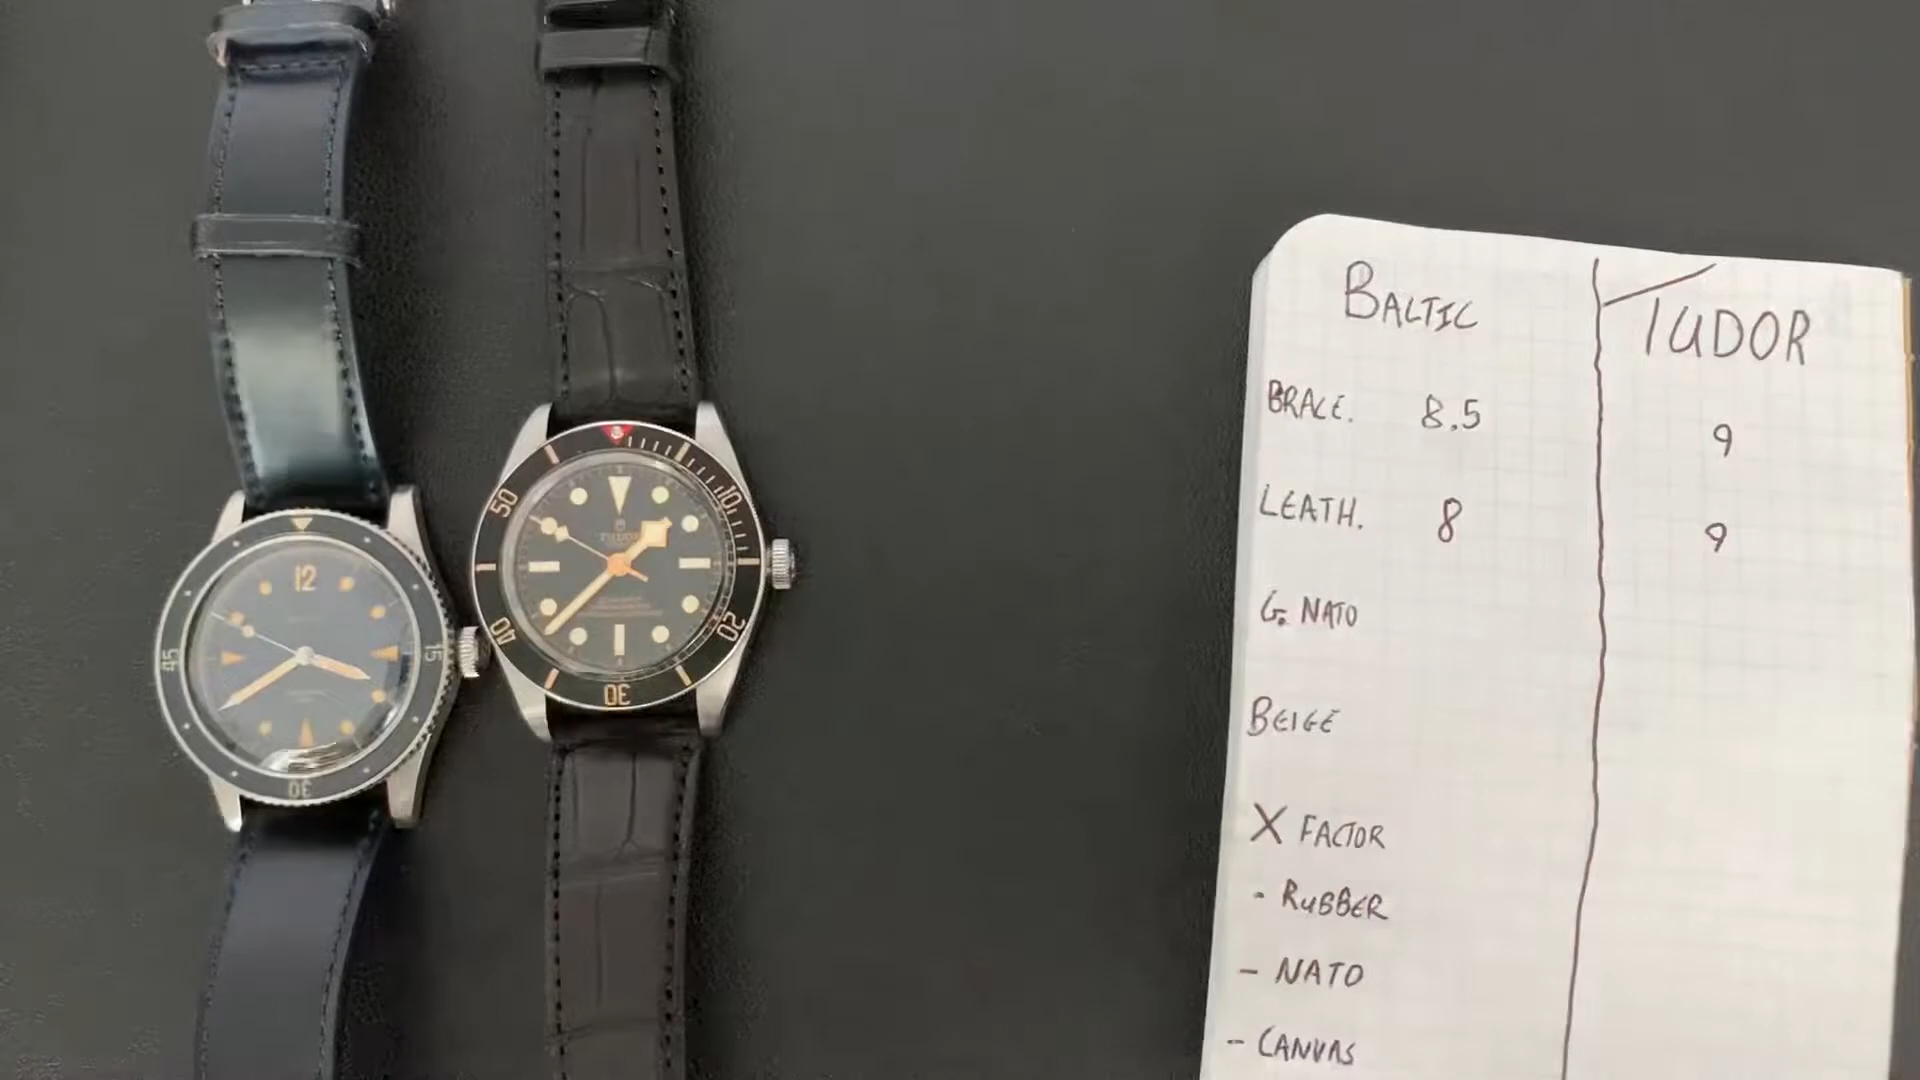 BALTIC TUDOR
BRACE. 8.5 9
LEATH. 8 9
G. NATO
BEIGE
X FACTOR
- RUBBER
- NATO
- CANVAS
12
45 15
30
TUDOR
50 10
40 20
30